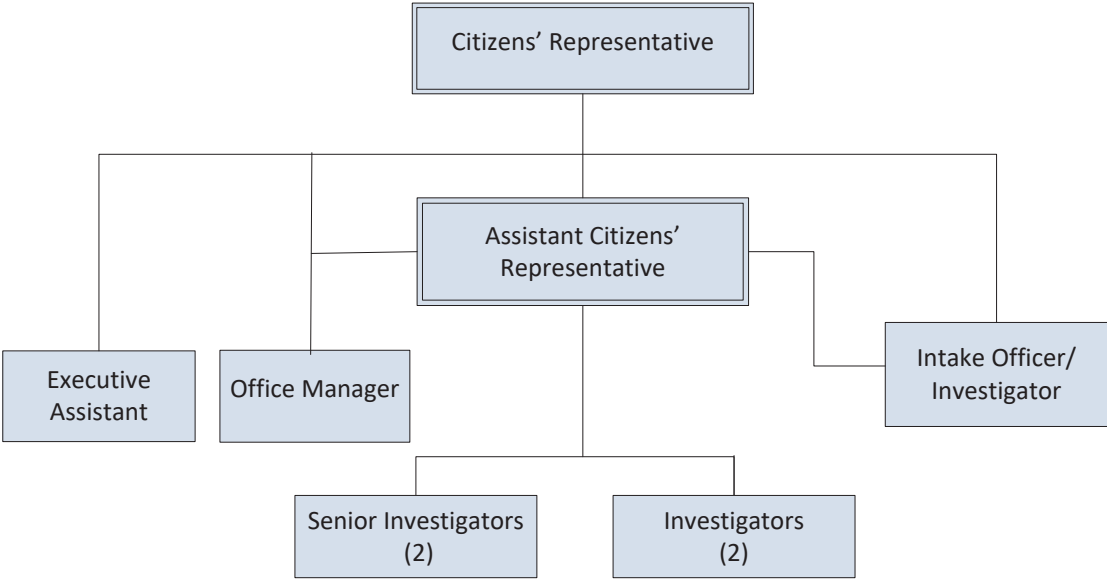 Citizens’ Representative
Assistant Citizens’
Representative
Executive
Assistant
Office Manager
Intake Officer/
Investigator
Senior Investigators
(2)
Investigators
(2)